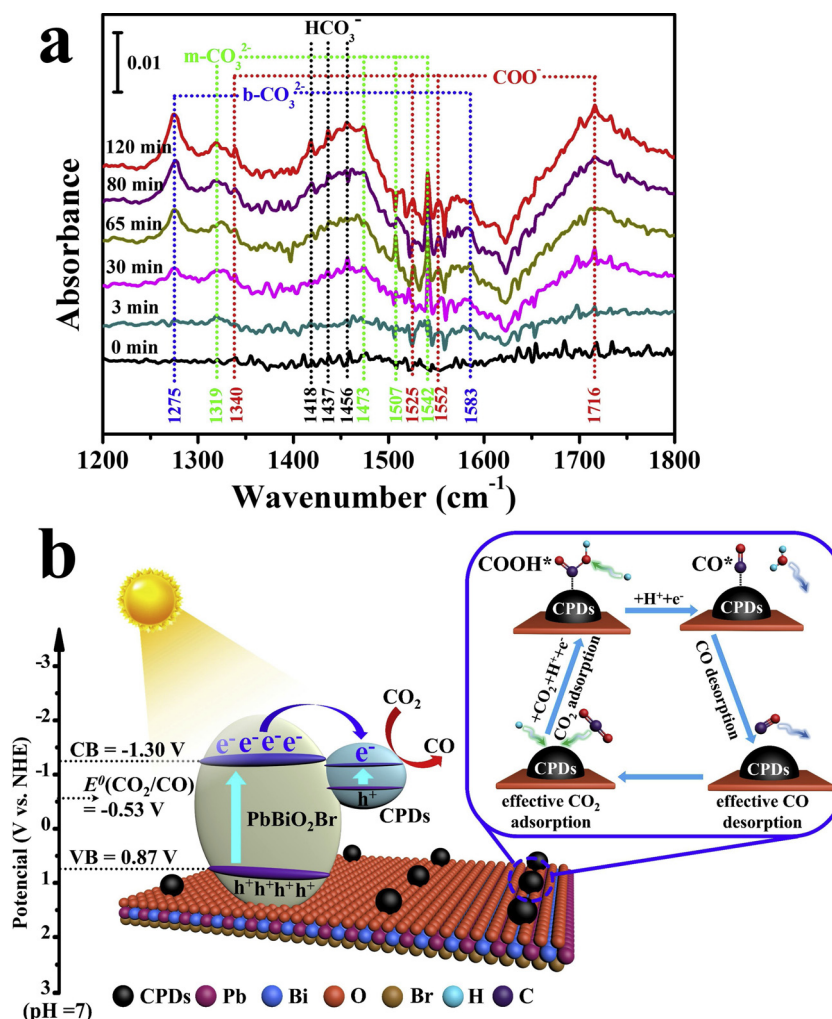 a
0.01
HCO₃⁻
m-CO₃²⁻
COO⁻
b-CO₃²⁻
120 min
80 min
65 min
30 min
3 min
0 min
Absorbance
1275
1319
1340
1418
1437
1456
1473
1507
1525
1542
1552
1583
1716
1200 1300 1400 1500 1600 1700 1800
Wavenumber (cm⁻¹)
b
COOH*
CO*
CPDs
+H⁺+e⁻
CPDs
+CO₂+H⁺+e⁻
CO₂ adsorption
CO desorption
CPDs
effective CO₂
adsorption
CPDs
effective CO
desorption
Potencial (V vs. NHE)
-3
-2
-1
0
1
2
3
(pH =7)
CB = -1.30 V
E⁰(CO₂/CO)
= -0.53 V
VB = 0.87 V
e⁻ e⁻ e⁻ e⁻
PbBiO₂Br
h⁺h⁺h⁺h⁺
e⁻
h⁺
CPDs
CO₂
CO
CPDs Pb Bi O Br H C